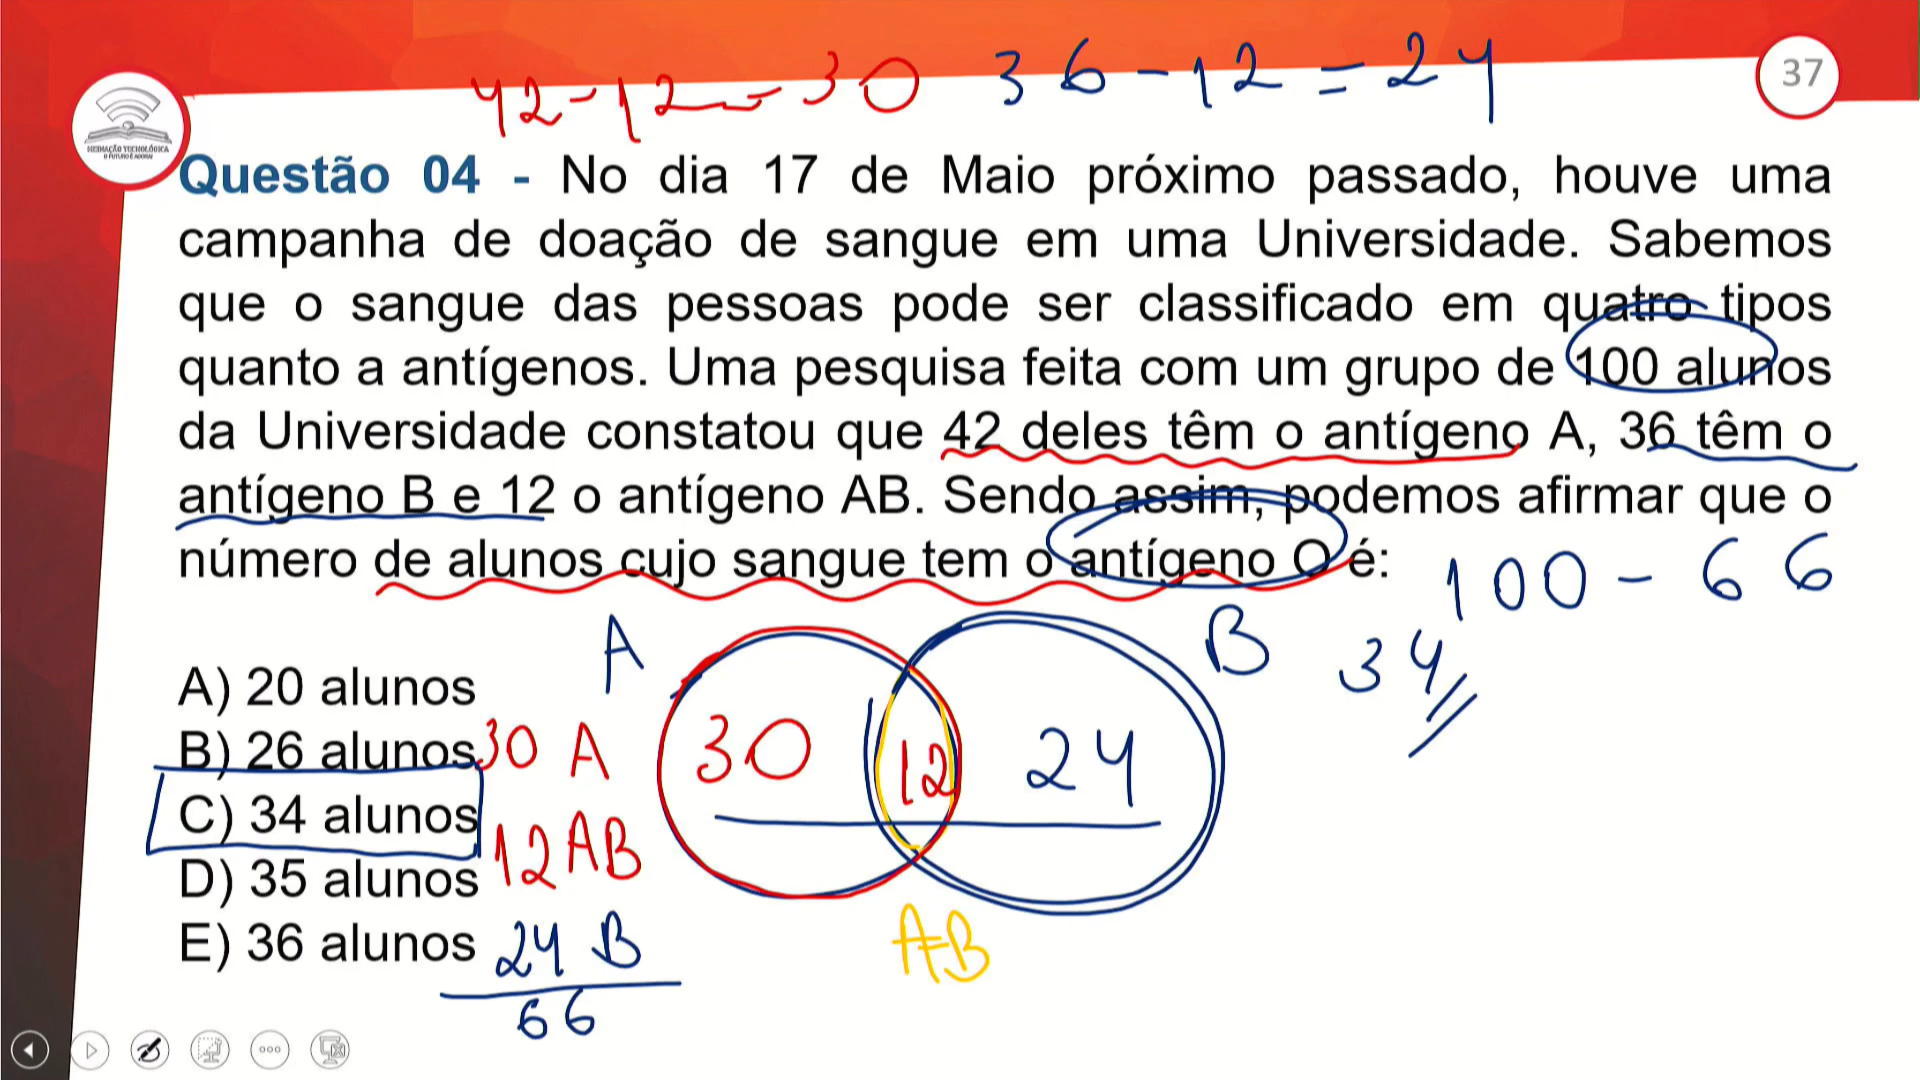 42-12=30 36-12=24
37
MEDIAÇÃO TECNOLÓGICA
O FUTURO É AGORA!
Questão 04 - No dia 17 de Maio próximo passado, houve uma
campanha de doação de sangue em uma Universidade. Sabemos
que o sangue das pessoas pode ser classificado em quatro tipos
quanto a antígenos. Uma pesquisa feita com um grupo de 100 alunos
da Universidade constatou que 42 deles têm o antígeno A, 36 têm o
antígeno B e 12 o antígeno AB. Sendo assim, podemos afirmar que o
número de alunos cujo sangue tem o antígeno O é:
100-66
34
A B
A) 20 alunos
B) 26 alunos 30 A
C) 34 alunos
12 AB
D) 35 alunos
E) 36 alunos 24 B
66
30 12 24
AB